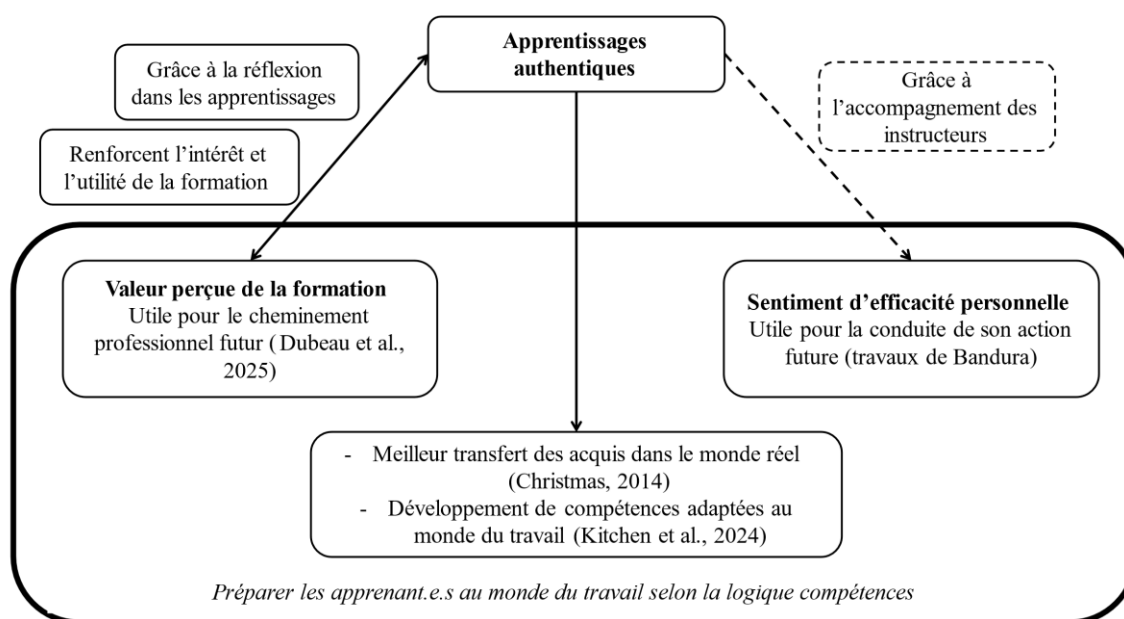 Apprentissages
authentiques
Grâce à la réflexion
dans les apprentissages
Grâce à
l’accompagnement des
instructeurs
Renforcent l’intérêt et
l’utilité de la formation
Valeur perçue de la formation
Utile pour le cheminement
professionnel futur (Dubeau et al.,
2025)
Sentiment d’efficacité personnelle
Utile pour la conduite de son action
future (travaux de Bandura)
- Meilleur transfert des acquis dans le monde réel
(Christmas, 2014)
- Développement de compétences adaptées au
monde du travail (Kitchen et al., 2024)
Préparer les apprenant.e.s au monde du travail selon la logique compétences